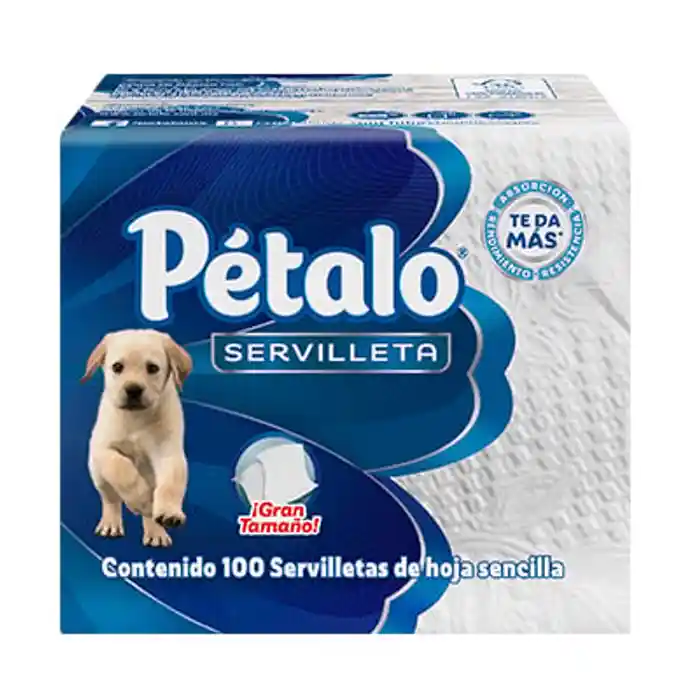 Pétalo®
SERVILLETA
ABSORCIÓN
RENDIMIENTO • RESISTENCIA
TE DA
MÁS*
¡Gran
Tamaño!
Contenido 100 Servilletas de hoja sencilla